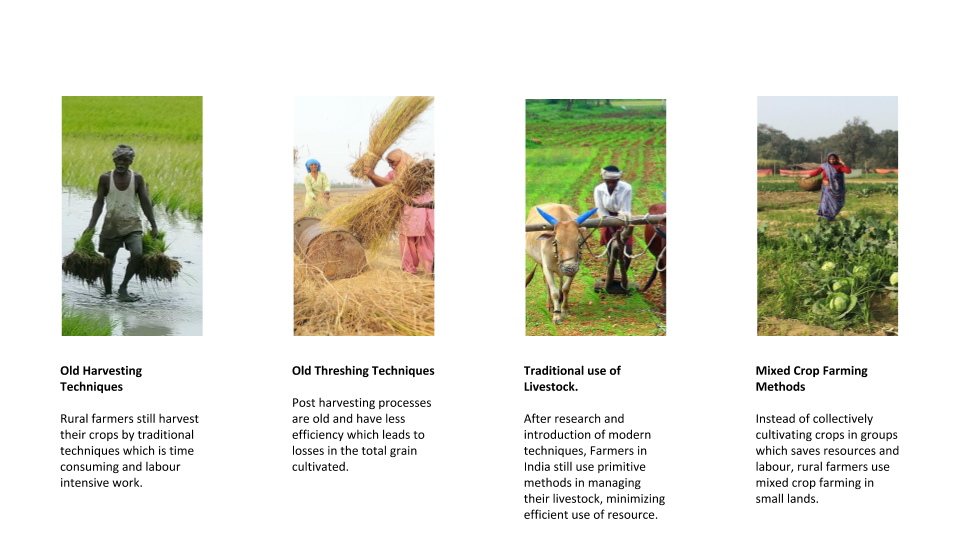 Old Harvesting
Techniques
Rural farmers still harvest
their crops by traditional
techniques which is time
consuming and labour
intensive work.
Old Threshing Techniques
Post harvesting processes
are old and have less
efficiency which leads to
losses in the total grain
cultivated.
Traditional use of
Livestock.
After research and
introduction of modern
techniques, Farmers in
India still use primitive
methods in managing
their livestock, minimizing
efficient use of resource.
Mixed Crop Farming
Methods
Instead of collectively
cultivating crops in groups
which saves resources and
labour, rural farmers use
mixed crop farming in
small lands.